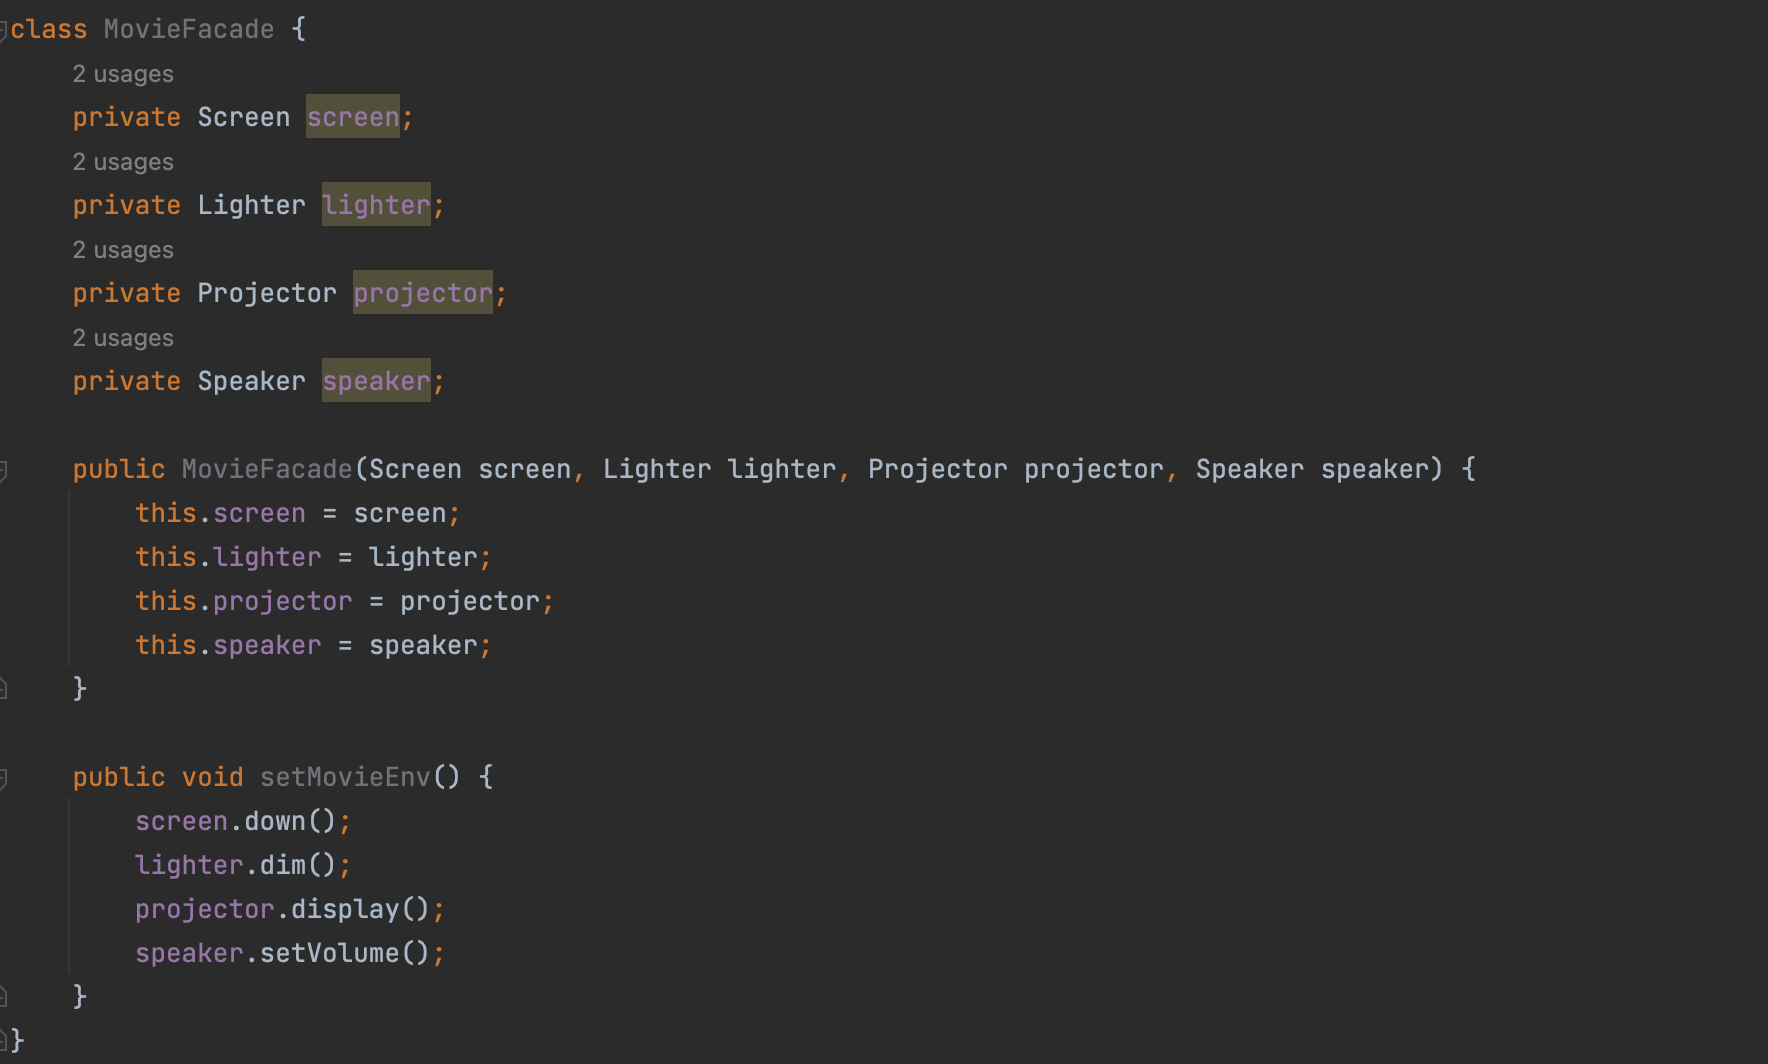 class MovieFacade {
2 usages
private Screen screen;
2 usages
private Lighter lighter;
2 usages
private Projector projector;
2 usages
private Speaker speaker;
public MovieFacade(Screen screen, Lighter lighter, Projector projector, Speaker speaker) {
this.screen = screen;
this.lighter = lighter;
this.projector = projector;
this.speaker = speaker;
}
public void setMovieEnv() {
screen.down();
lighter.dim();
projector.display();
speaker.setVolume();
}
}